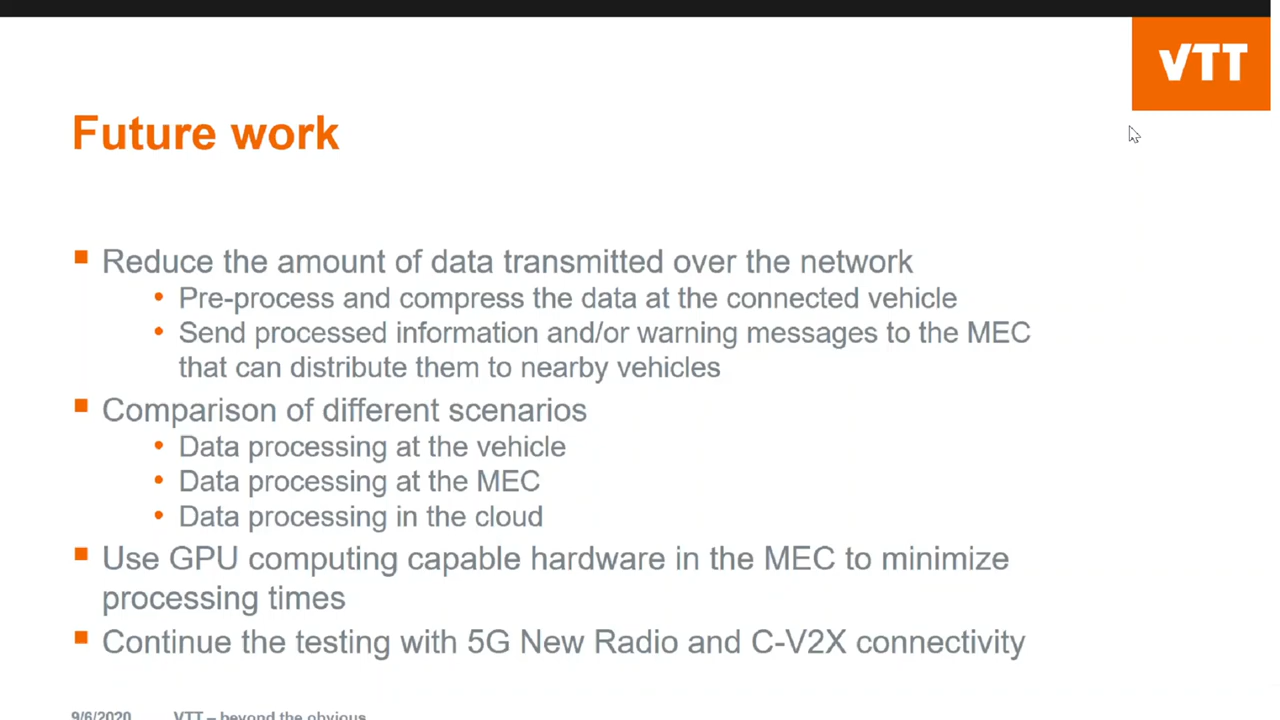 VTT
Future work
Reduce the amount of data transmitted over the network
Pre-process and compress the data at the connected vehicle
Send processed information and/or warning messages to the MEC
that can distribute them to nearby vehicles
Comparison of different scenarios
Data processing at the vehicle
Data processing at the MEC
Data processing in the cloud
Use GPU computing capable hardware in the MEC to minimize
processing times
Continue the testing with 5G New Radio and C-V2X connectivity
9/6/2020 VTT – beyond the obvious